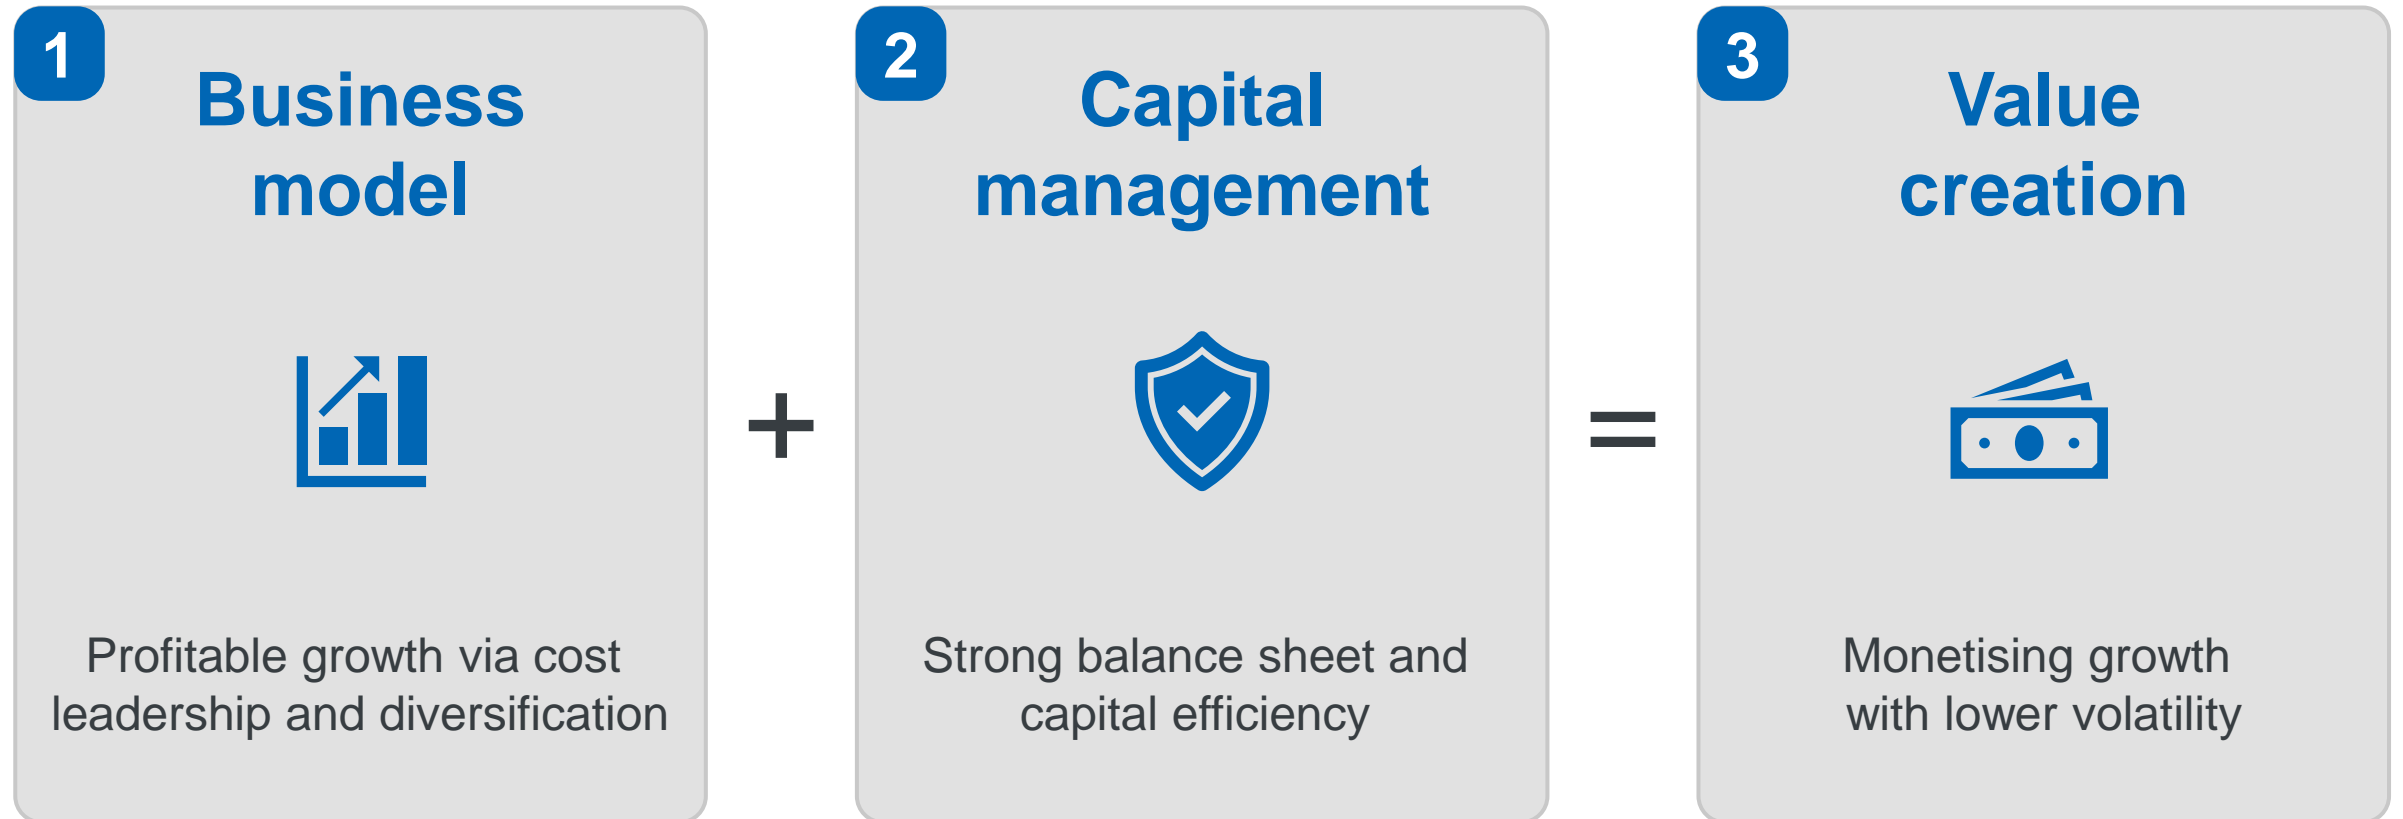 1
Business
model
Profitable growth via cost
leadership and diversification
+
2
Capital
management
Strong balance sheet and
capital efficiency
=
3
Value
creation
Monetising growth
with lower volatility